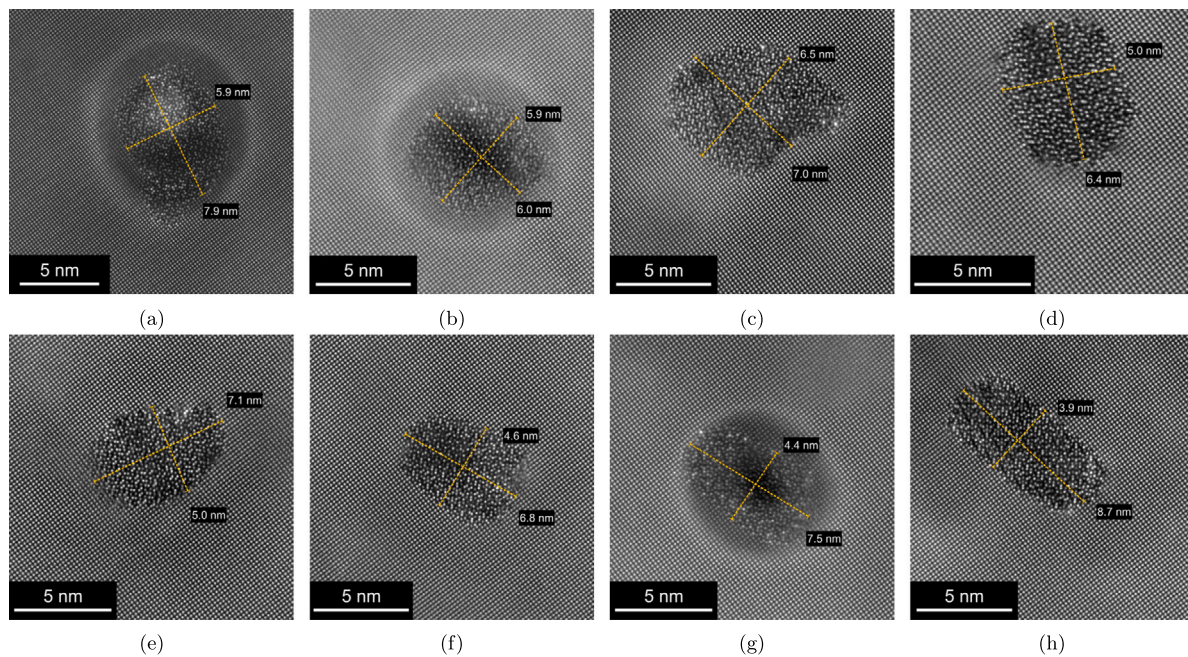 5.9 nm
7.9 nm
5 nm
(a)
5.9 nm
6.0 nm
5 nm
(b)
6.5 nm
7.0 nm
5 nm
(c)
5.0 nm
6.4 nm
5 nm
(d)
7.1 nm
5.0 nm
5 nm
(e)
4.6 nm
6.8 nm
5 nm
(f)
4.4 nm
7.5 nm
5 nm
(g)
3.9 nm
8.7 nm
5 nm
(h)